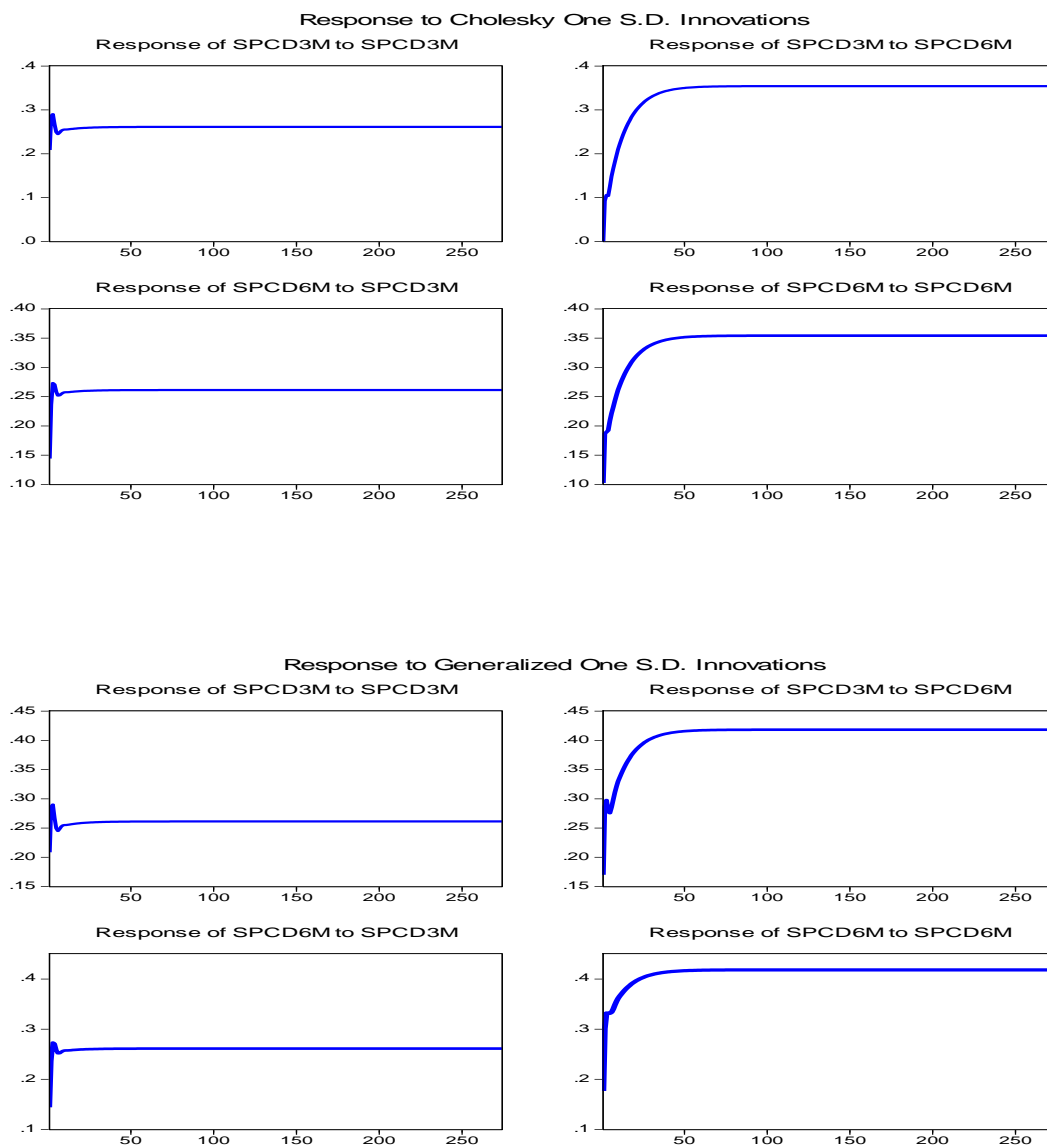 Response to Cholesky One S.D. Innovations
Response of SPCD3M to SPCD3M
.4
.3
.2
.1
.0
50 100 150 200 250
Response of SPCD3M to SPCD6M
.4
.3
.2
.1
.0
50 100 150 200 250
Response of SPCD6M to SPCD3M
.40
.35
.30
.25
.20
.15
.10
50 100 150 200 250
Response of SPCD6M to SPCD6M
.40
.35
.30
.25
.20
.15
.10
50 100 150 200 250
Response to Generalized One S.D. Innovations
Response of SPCD3M to SPCD3M
.45
.40
.35
.30
.25
.20
.15
50 100 150 200 250
Response of SPCD3M to SPCD6M
.45
.40
.35
.30
.25
.20
.15
50 100 150 200 250
Response of SPCD6M to SPCD3M
.4
.3
.2
.1
50 100 150 200 250
Response of SPCD6M to SPCD6M
.4
.3
.2
.1
50 100 150 200 250